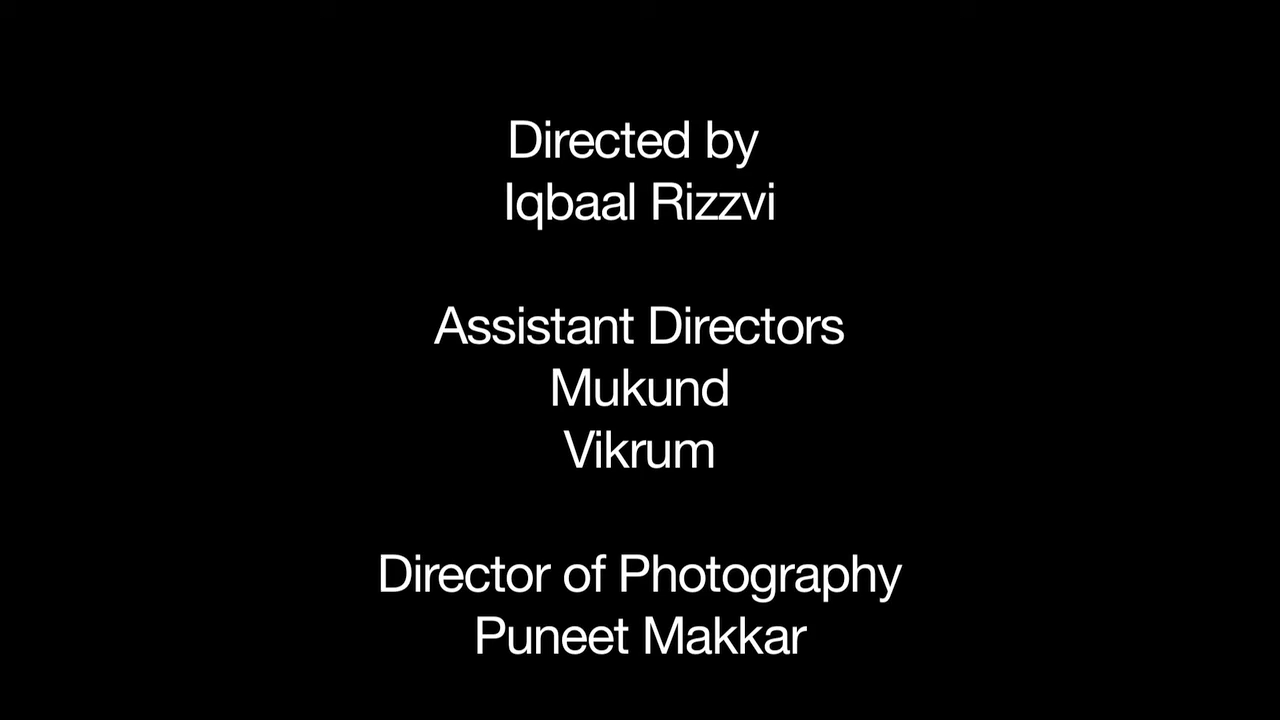 Directed by
Iqbaal Rizzvi
Assistant Directors
Mukund
Vikrum
Director of Photography
Puneet Makkar